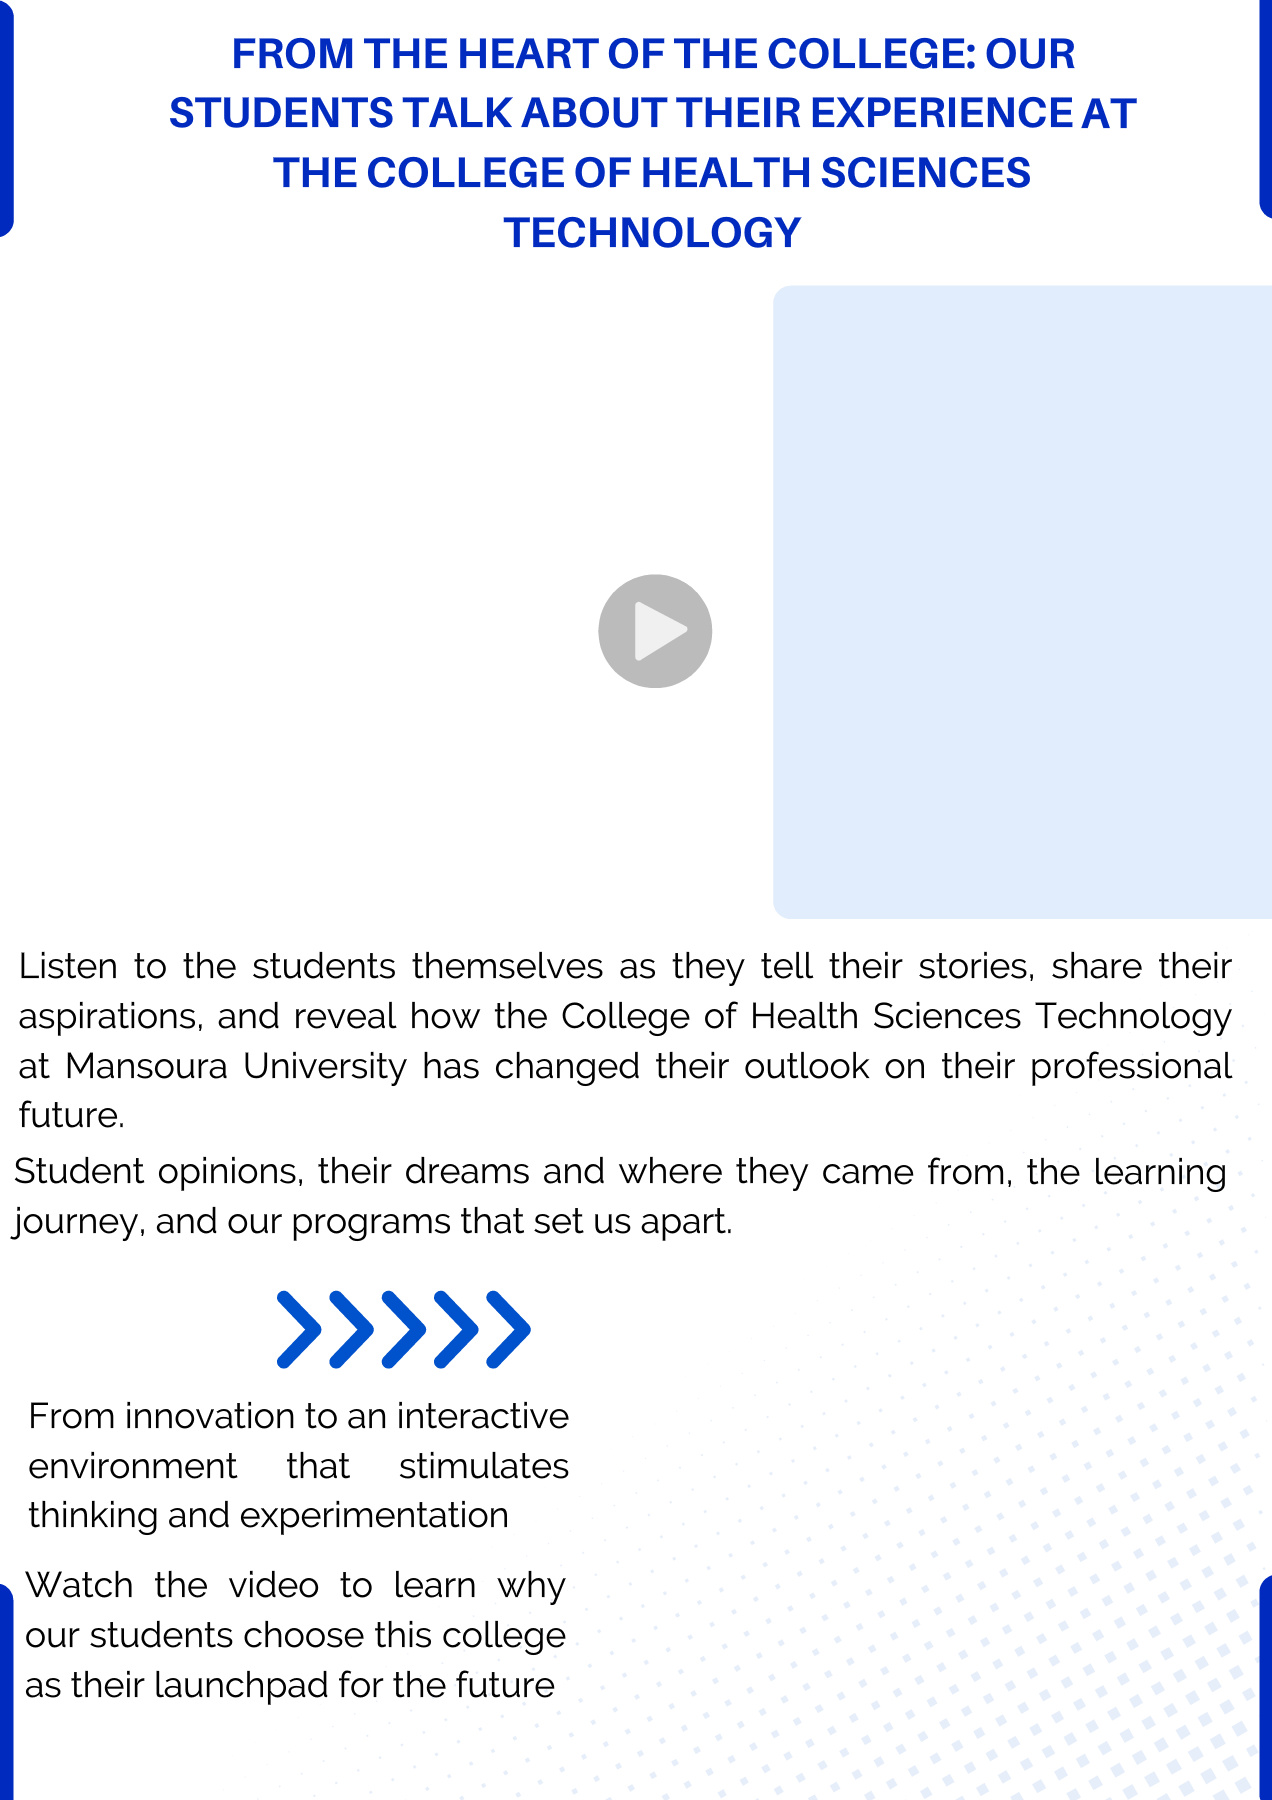 FROM THE HEART OF THE COLLEGE: OUR
STUDENTS TALK ABOUT THEIR EXPERIENCE AT
THE COLLEGE OF HEALTH SCIENCES
TECHNOLOGY
Listen to the students themselves as they tell their stories, share their
aspirations, and reveal how the College of Health Sciences Technology
at Mansoura University has changed their outlook on their professional
future.
Student opinions, their dreams and where they came from, the learning
journey, and our programs that set us apart.
From innovation to an interactive
environment that stimulates
thinking and experimentation
Watch the video to learn why
our students choose this college
as their launchpad for the future